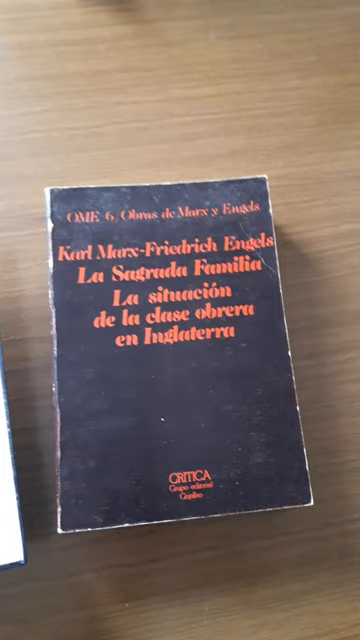 OME 6, Obras de Marx y Engels
Karl Marx-Friedrich Engels
La Sagrada Familia
La situación
de la clase obrera
en Inglaterra
CRÍTICA
Grupo editorial
Grijalbo